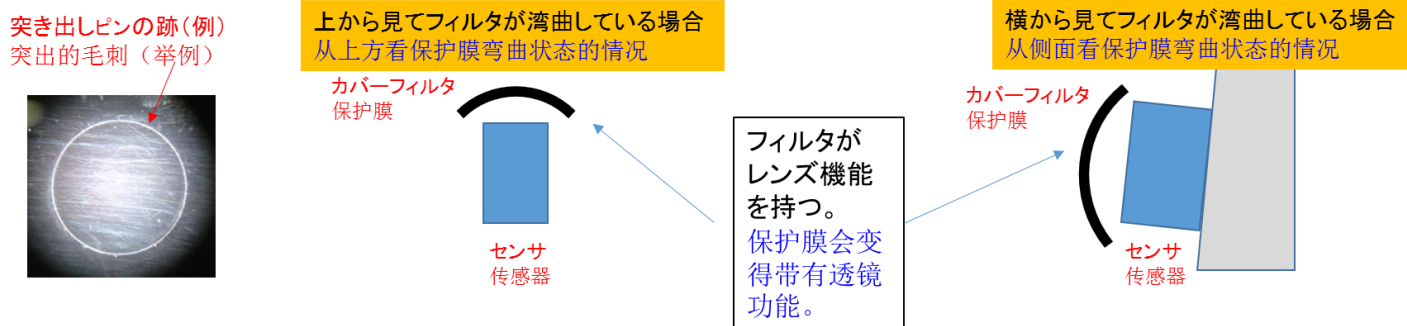 突き出しピンの跡(例)
突出的毛刺（举例）
上から見てフィルタが湾曲している場合
从上方看保护膜弯曲状态的情况
カバーフィルタ
保护膜
センサ
传感器
フィルタが
レンズ機能
を持つ。
保护膜会变
得带有透镜
功能。
横から見てフィルタが湾曲している場合
从侧面看保护膜弯曲状态的情况
カバーフィルタ
保护膜
センサ
传感器